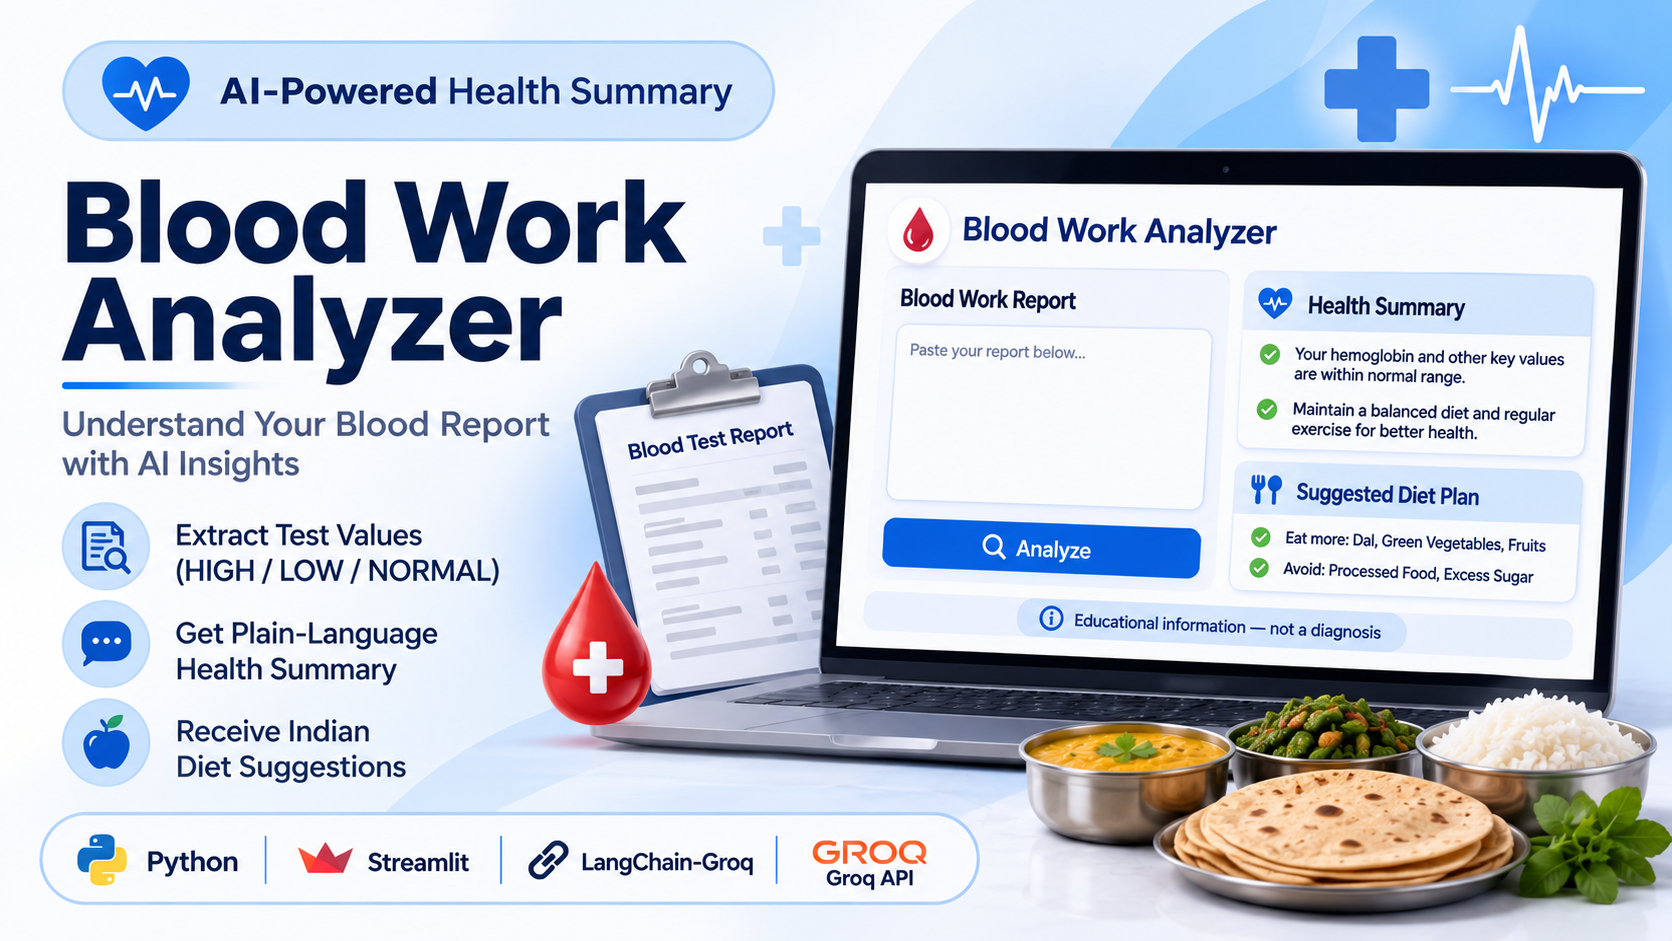 AI-Powered Health Summary
Blood Work
Analyzer
Understand Your Blood Report
with AI Insights
Extract Test Values
(HIGH / LOW / NORMAL)
Get Plain-Language
Health Summary
Receive Indian
Diet Suggestions
Python
Streamlit
LangChain-Groq
GROQ
Groq API
Blood Test Report
Blood Work Analyzer
Blood Work Report
Paste your report below...
Analyze
Health Summary
Your hemoglobin and other key values
are within normal range.
Maintain a balanced diet and regular
exercise for better health.
Suggested Diet Plan
Eat more: Dal, Green Vegetables, Fruits
Avoid: Processed Food, Excess Sugar
Educational information — not a diagnosis